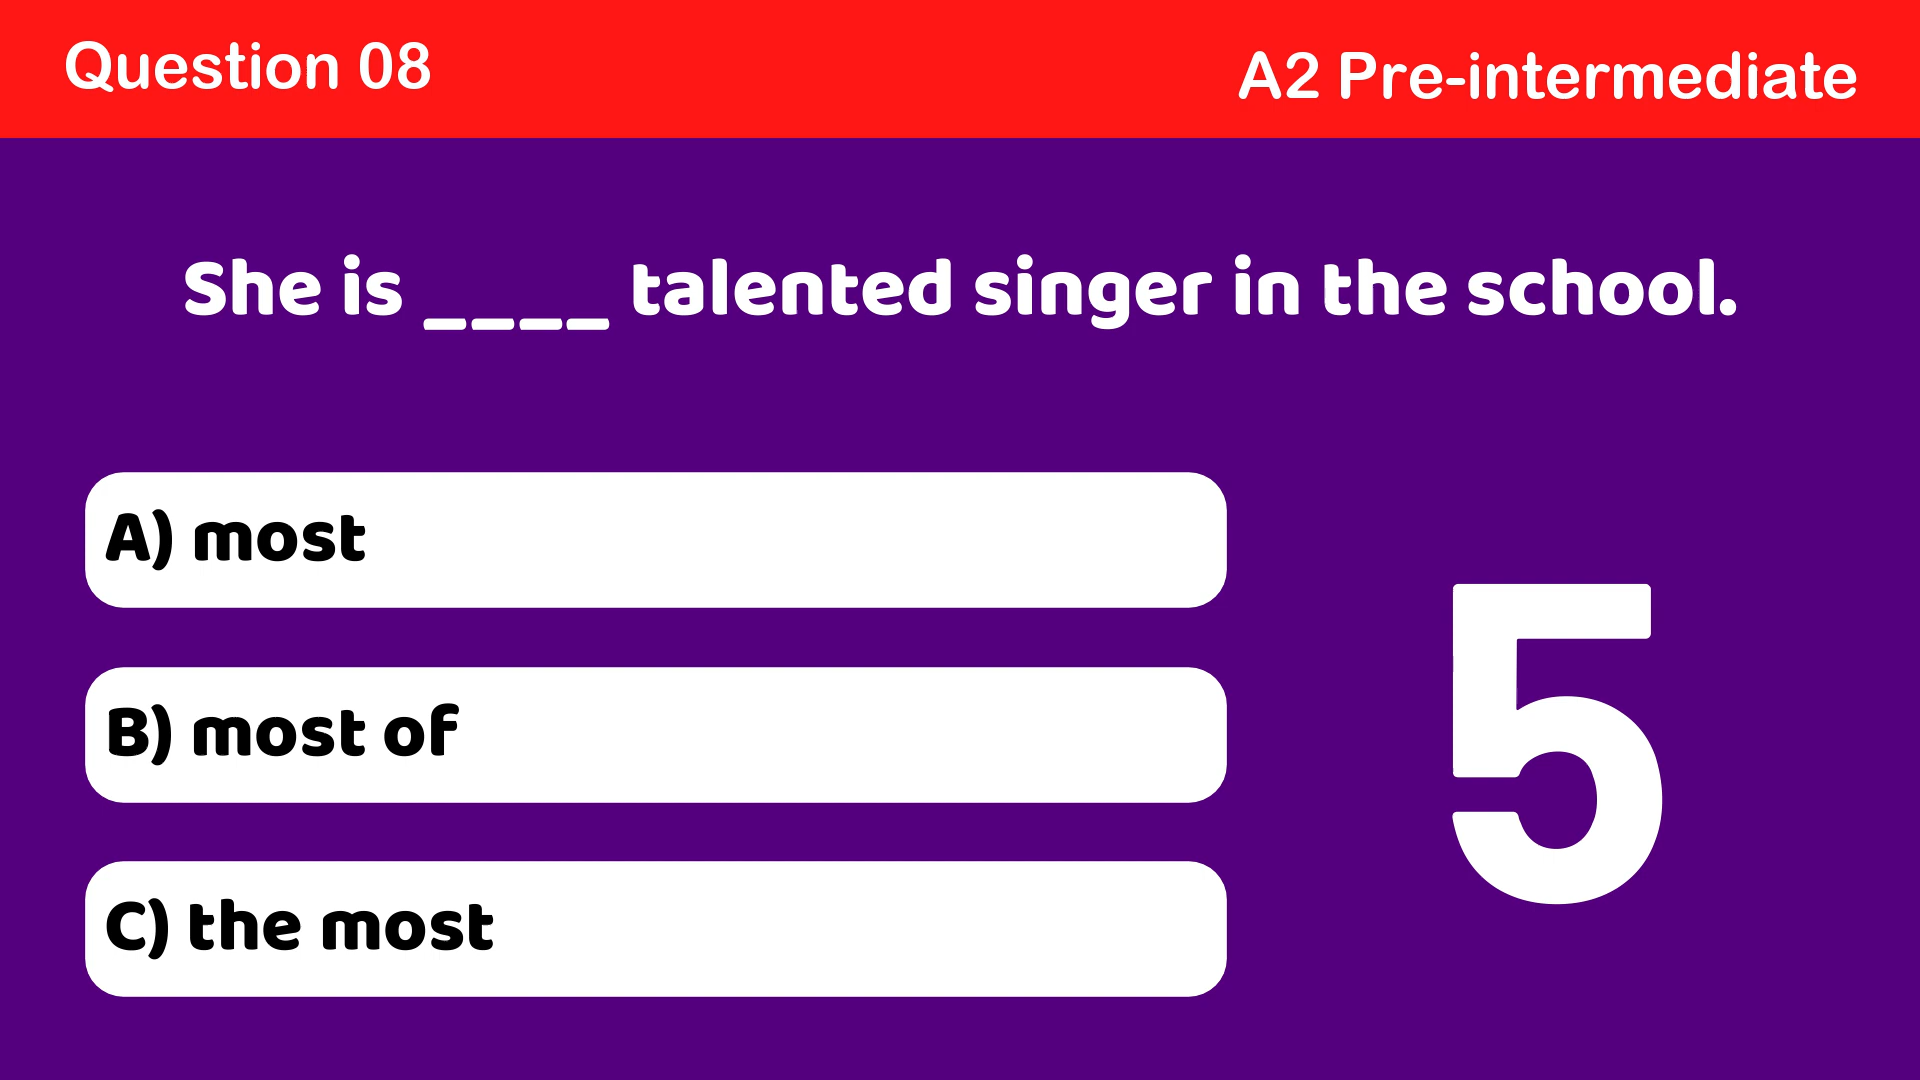 Question 08
A2 Pre-intermediate
She is ____ talented singer in the school.
A) most
B) most of
C) the most
5